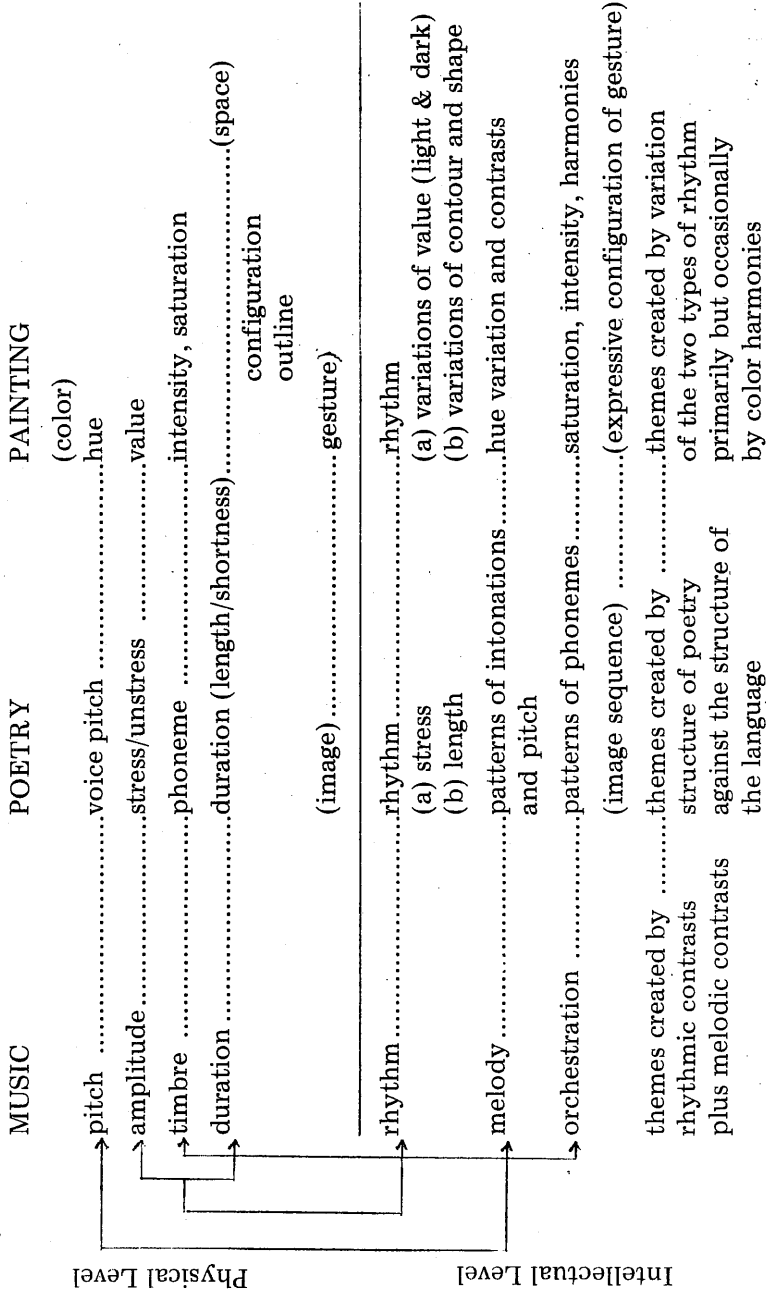 MUSIC POETRY PAINTING
(color)
pitch ........................................voice pitch ........................................hue
amplitude........................stress/unstress ........................value
timbre ........................phoneme ........................intensity, saturation
duration ........................duration (length/shortness)........................(space)
configuration
outline
(image) ........................gesture)
rhythm ........................rhythm ........................rhythm
(a) stress (a) variations of value (light & dark)
(b) length (b) variations of contour and shape
melody........................patterns of intonations........hue variation and contrasts
and pitch
orchestration ........................patterns of phonemes ............saturation, intensity, harmonies
(image sequence) ................(expressive configuration of gesture)
themes created by ............themes created by ................themes created by variation
rhythmic contrasts structure of poetry of the two types of rhythm
plus melodic contrasts against the structure of primarily but occasionally
the language by color harmonies
Physical Level
Intellectual Level